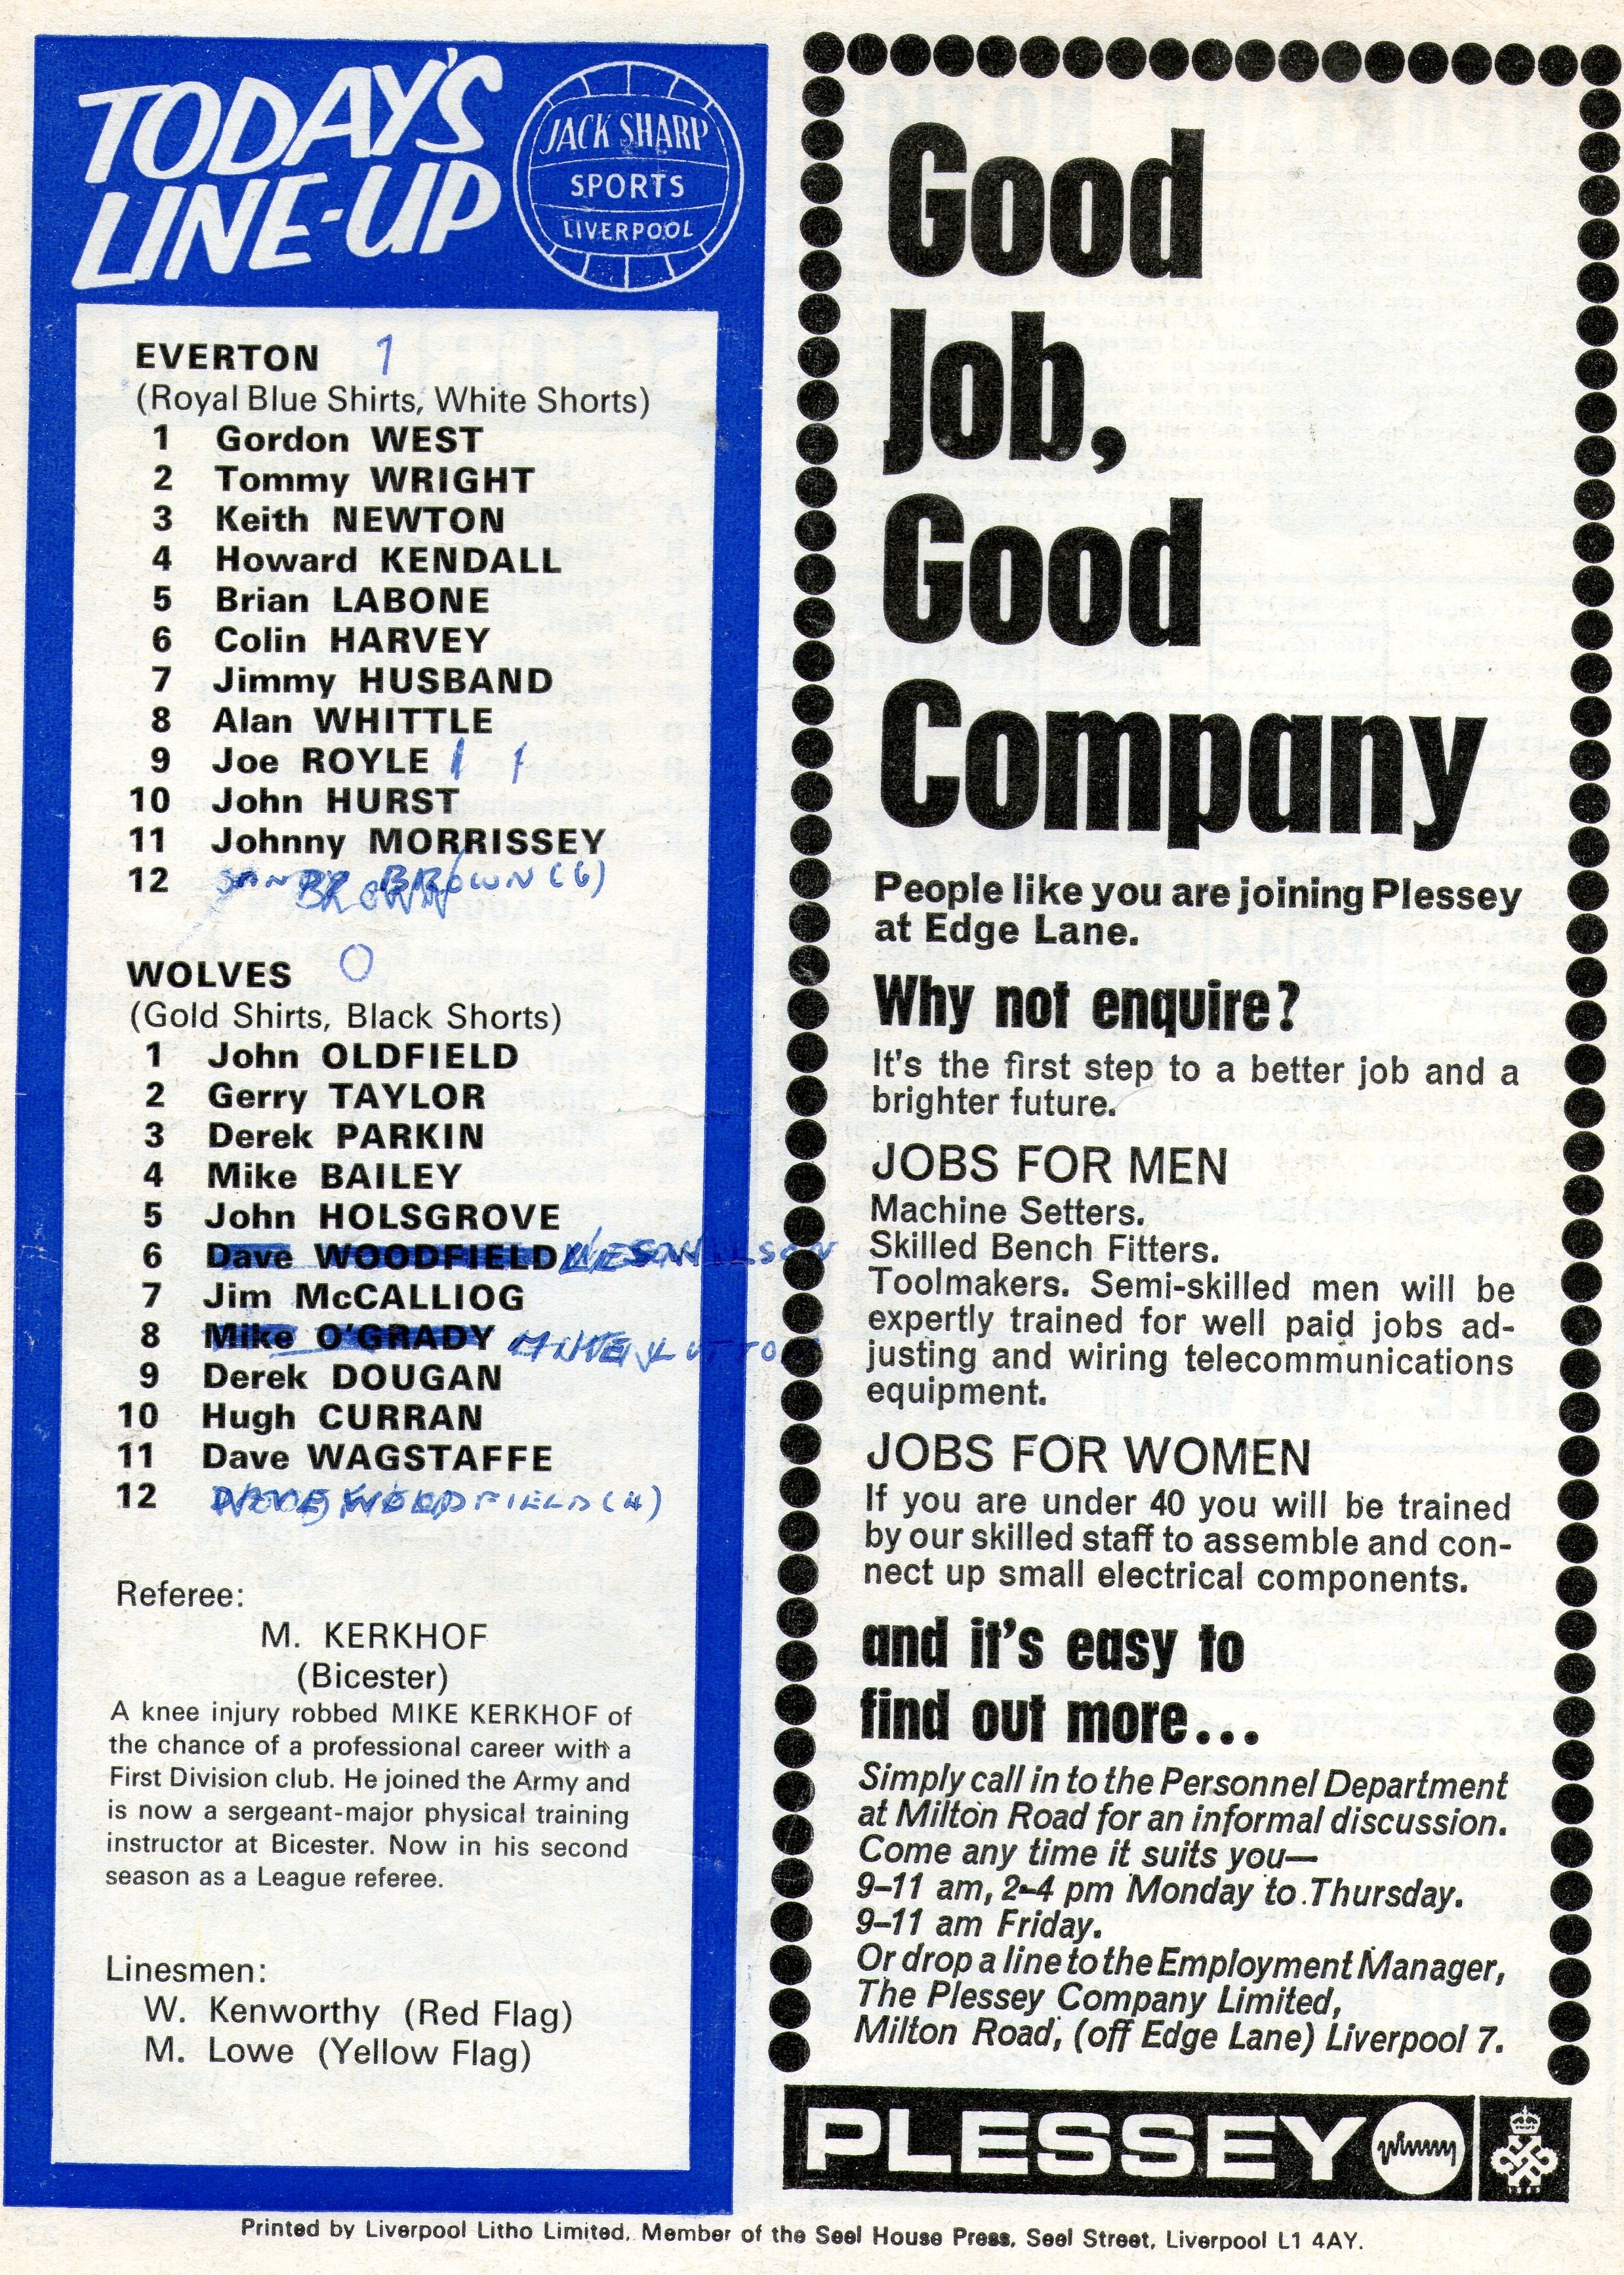 TODAY'S
LINE-UP
JACK SHARP
SPORTS
LIVERPOOL
EVERTON 1
(Royal Blue Shirts, White Shorts)
1 Gordon WEST
2 Tommy WRIGHT
3 Keith NEWTON
4 Howard KENDALL
5 Brian LABONE
6 Colin HARVEY
7 Jimmy HUSBAND
8 Alan WHITTLE
9 Joe ROYLE 1 1
10 John HURST
11 Johnny MORRISSEY
12 SANDY BROWN (6)
WOLVES 0
(Gold Shirts, Black Shorts)
1 John OLDFIELD
2 Gerry TAYLOR
3 Derek PARKIN
4 Mike BAILEY
5 John HOLSGROVE
6 Dave WOODFIELD
7 Jim McCALLIOG
8 Mike O'GRADY
9 Derek DOUGAN
10 Hugh CURRAN
11 Dave WAGSTAFFE
12 DAVE WOODFIELD (4)
Referee:
M. KERKHOF
(Bicester)
A knee injury robbed MIKE KERKHOF of
the chance of a professional career with a
First Division club. He joined the Army and
is now a sergeant-major physical training
instructor at Bicester. Now in his second
season as a League referee.
Linesmen:
W. Kenworthy (Red Flag)
M. Lowe (Yellow Flag)
Good
Job,
Good
Company
People like you are joining Plessey
at Edge Lane.
Why not enquire?
It's the first step to a better job and a
brighter future.
JOBS FOR MEN
Machine Setters.
Skilled Bench Fitters.
Toolmakers. Semi-skilled men will be
expertly trained for well paid jobs ad-
justing and wiring telecommunications
equipment.
JOBS FOR WOMEN
If you are under 40 you will be trained
by our skilled staff to assemble and con-
nect up small electrical components.
and it's easy to
find out more...
Simply call in to the Personnel Department
at Milton Road for an informal discussion.
Come any time it suits you—
9–11 am, 2–4 pm Monday to Thursday.
9–11 am Friday.
Or drop a line to the Employment Manager,
The Plessey Company Limited,
Milton Road, (off Edge Lane) Liverpool 7.
PLESSEY
Printed by Liverpool Litho Limited, Member of the Seel House Press, Seel Street, Liverpool L1 4AY.